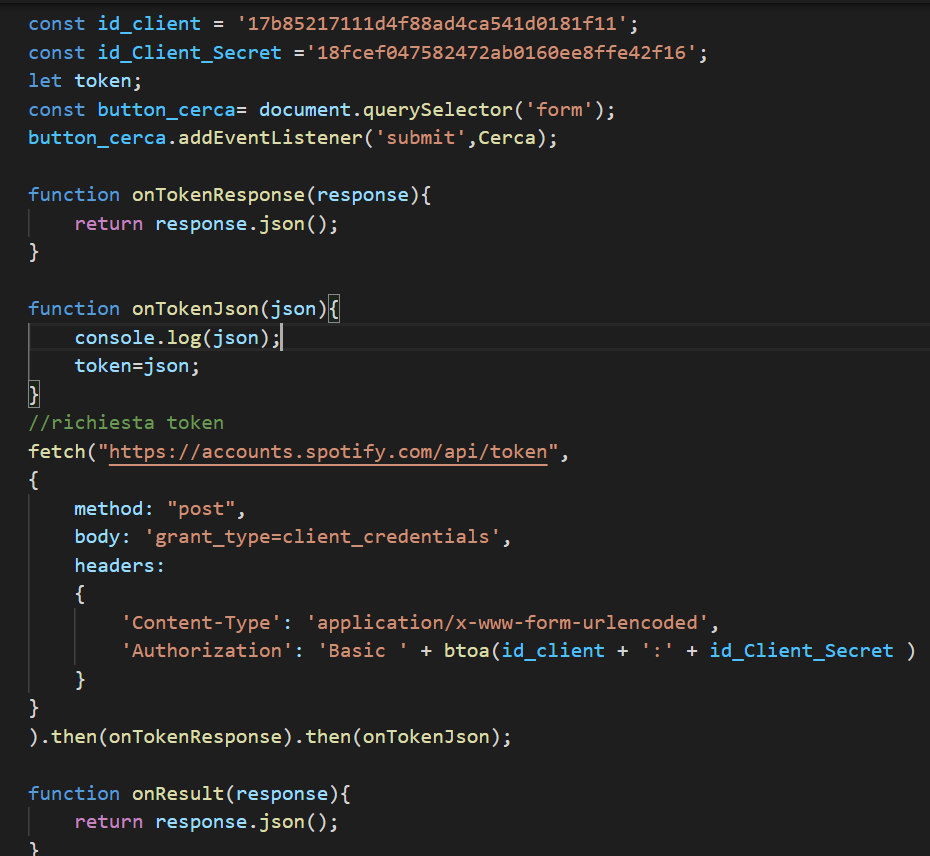 const id_client = '17b85217111d4f88ad4ca541d0181f11';
const id_Client_Secret ='18fcef047582472ab0160ee8ffe42f16';
let token;
const button_cerca= document.querySelector('form');
button_cerca.addEventListener('submit',Cerca);
function onTokenResponse(response){
return response.json();
}
function onTokenJson(json){
console.log(json);
token=json;
}
//richiesta token
fetch("https://accounts.spotify.com/api/token",
{
method: "post",
body: 'grant_type=client_credentials',
headers:
{
'Content-Type': 'application/x-www-form-urlencoded',
'Authorization': 'Basic ' + btoa(id_client + ':' + id_Client_Secret )
}
}
).then(onTokenResponse).then(onTokenJson);
function onResult(response){
return response.json();
}